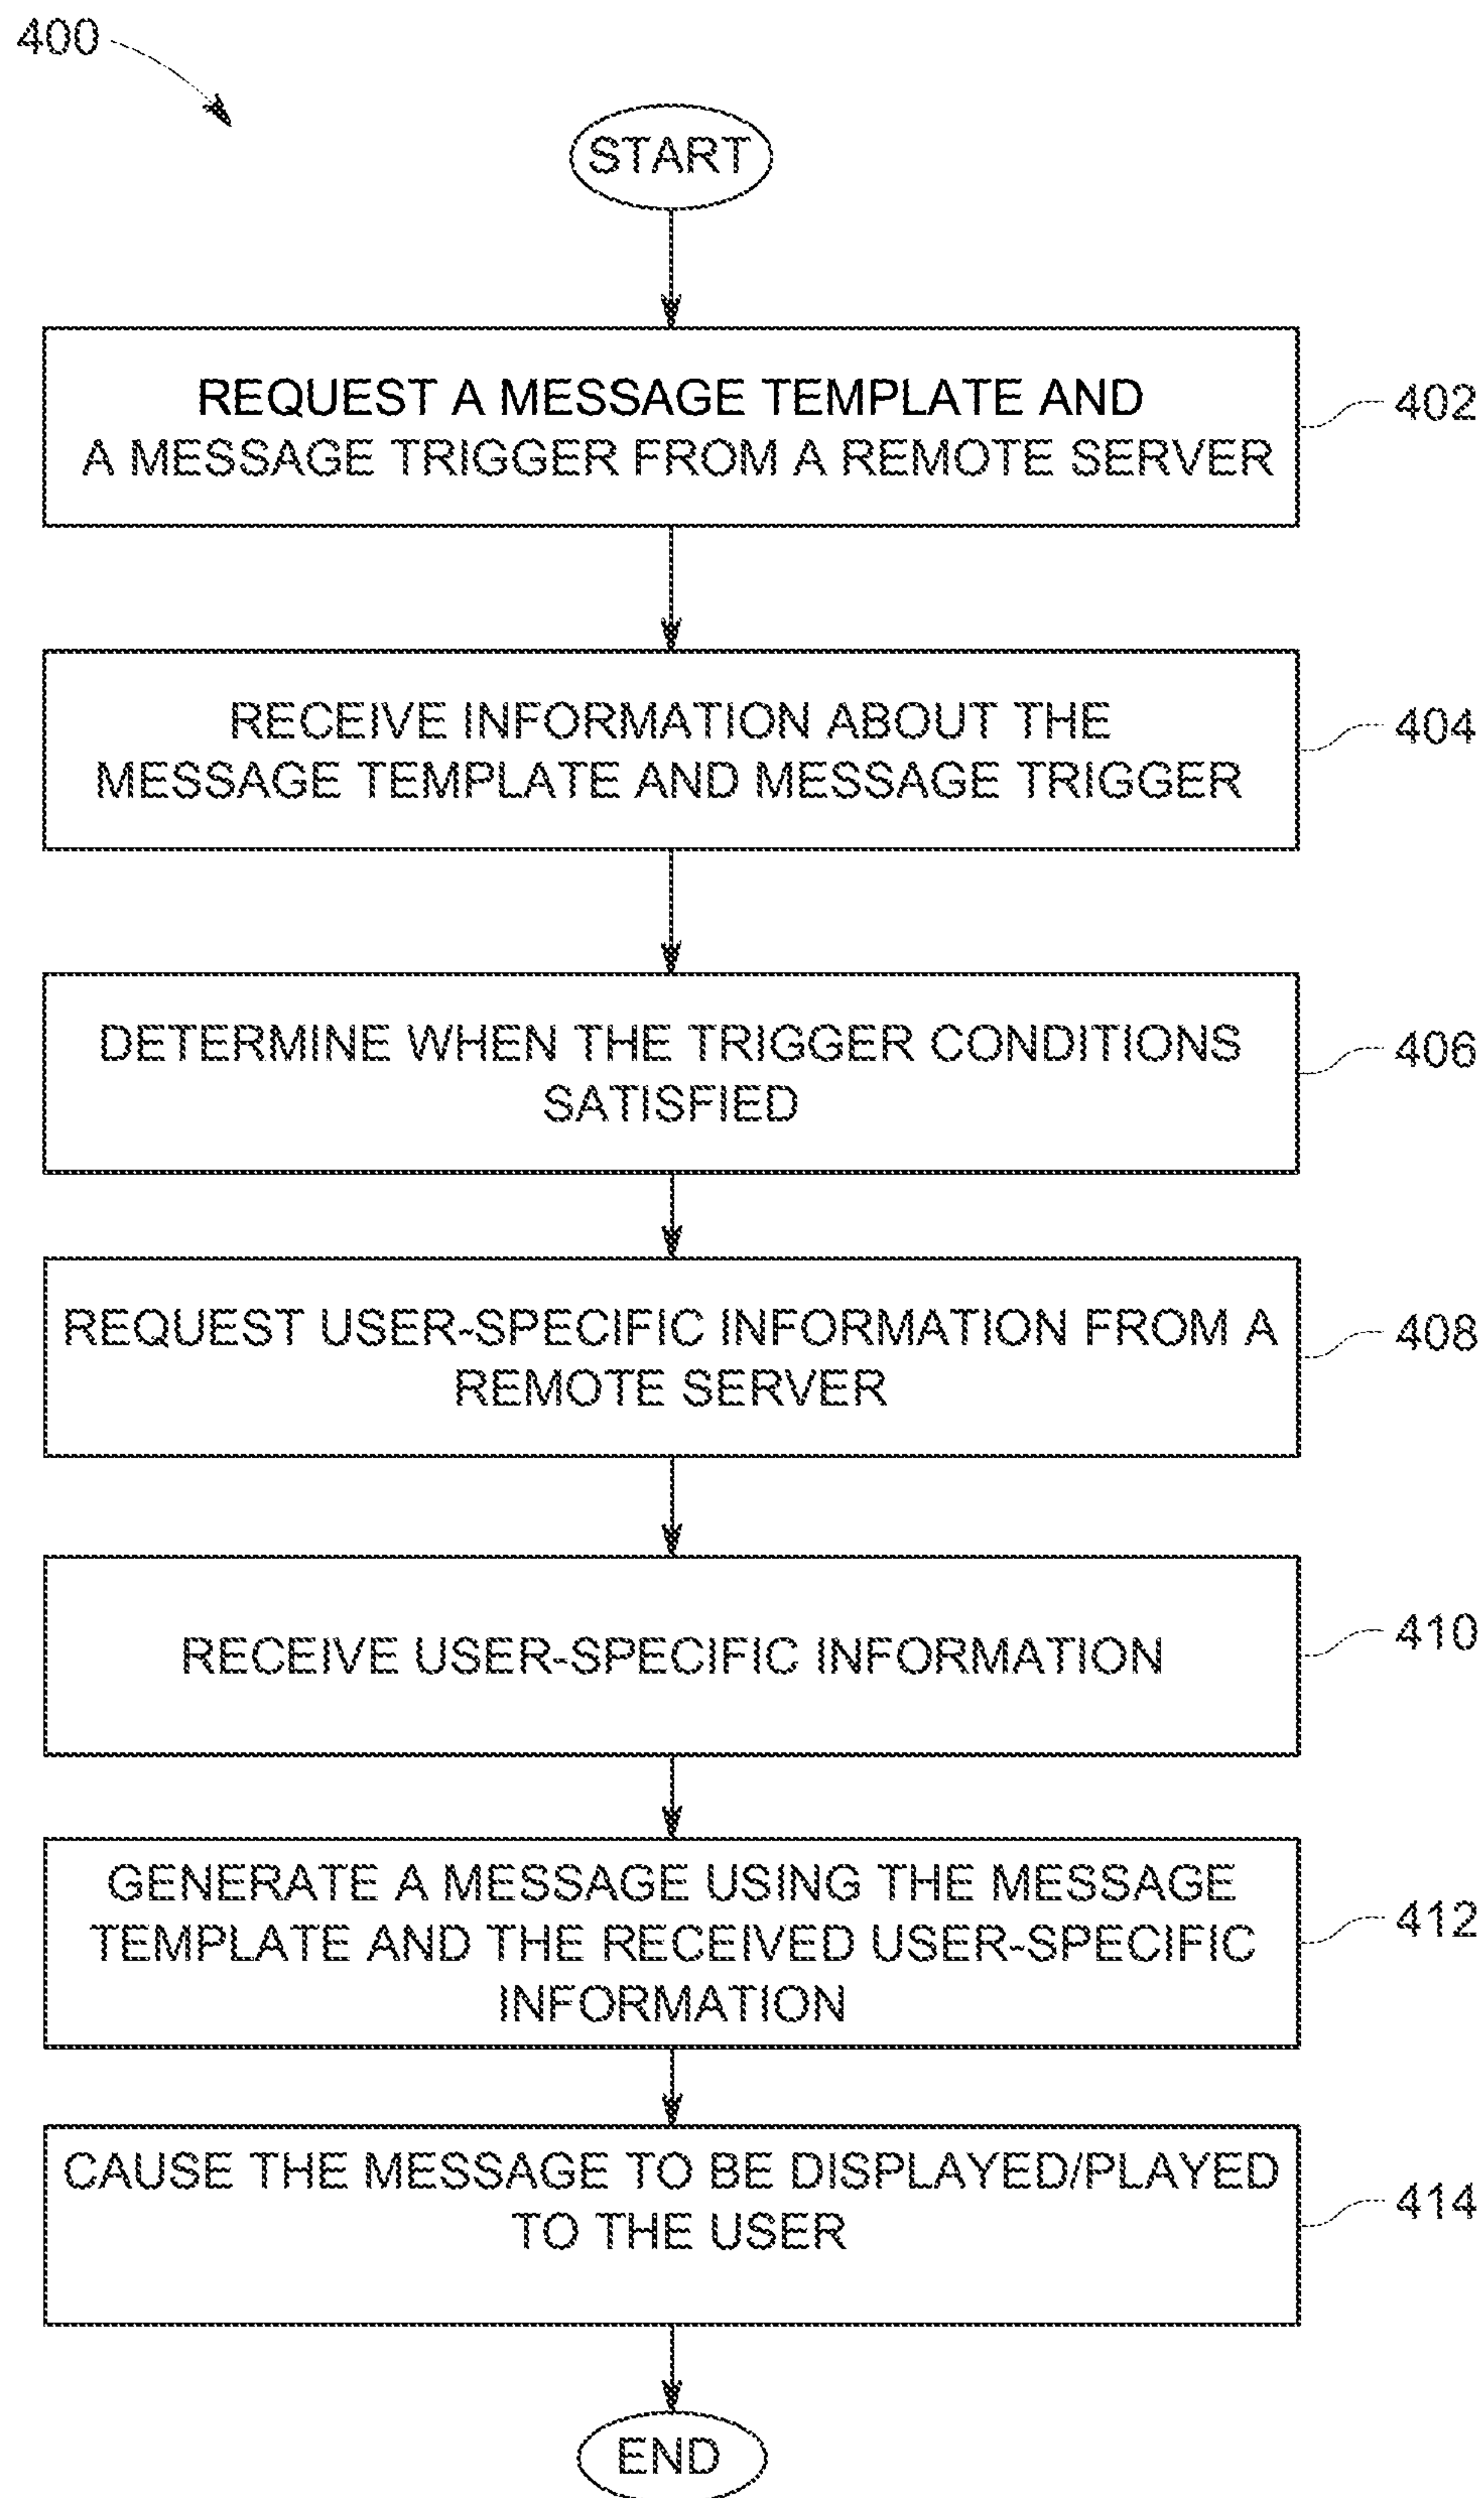 400
START
REQUEST A MESSAGE TEMPLATE AND
A MESSAGE TRIGGER FROM A REMOTE SERVER
402
RECEIVE INFORMATION ABOUT THE
MESSAGE TEMPLATE AND MESSAGE TRIGGER
404
DETERMINE WHEN THE TRIGGER CONDITIONS
SATISFIED
406
REQUEST USER-SPECIFIC INFORMATION FROM A
REMOTE SERVER
408
RECEIVE USER-SPECIFIC INFORMATION
410
GENERATE A MESSAGE USING THE MESSAGE
TEMPLATE AND THE RECEIVED USER-SPECIFIC
INFORMATION
412
CAUSE THE MESSAGE TO BE DISPLAYED/PLAYED
TO THE USER
414
END